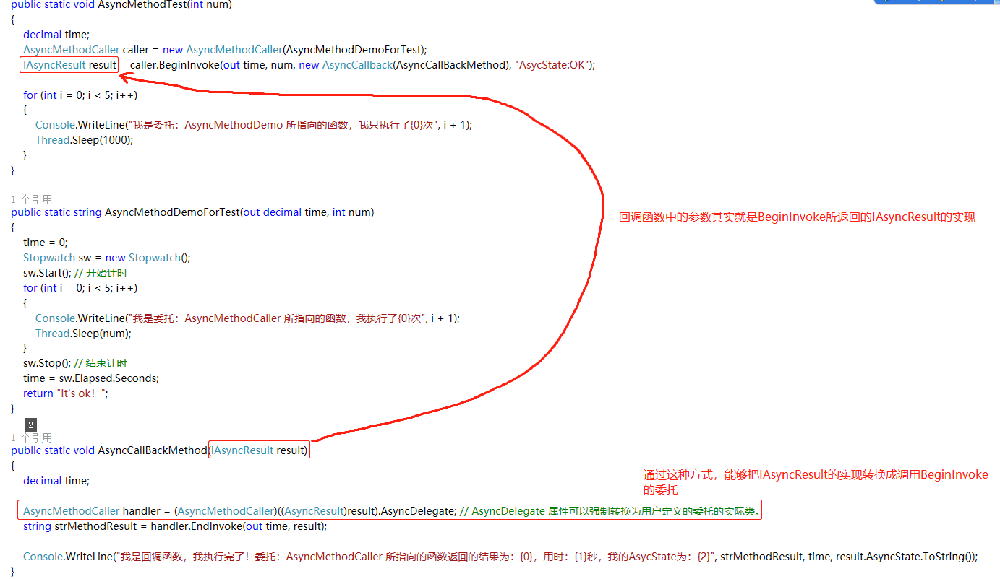 public static void AsyncMethodTest(int num)
{
decimal time;
AsyncMethodCaller caller = new AsyncMethodCaller(AsyncMethodDemoForTest);
IAsyncResult result = caller.BeginInvoke(out time, num, new AsyncCallback(AsyncCallBackMethod), "AsycState:OK");
for (int i = 0; i < 5; i++)
{
Console.WriteLine("我是委托：AsyncMethodDemo 所指向的函数，我只执行了{0}次", i + 1);
Thread.Sleep(1000);
}
}
1 个引用
public static string AsyncMethodDemoForTest(out decimal time, int num)
回调函数中的参数其实就是BeginInvoke所返回的IAsyncResult的实现
{
time = 0;
Stopwatch sw = new Stopwatch();
sw.Start(); // 开始计时
for (int i = 0; i < 5; i++)
{
Console.WriteLine("我是委托：AsyncMethodCaller 所指向的函数，我执行了{0}次", i + 1);
Thread.Sleep(num);
}
sw.Stop(); // 结束计时
time = sw.Elapsed.Seconds;
return "It's ok！";
}
2
1 个引用
public static void AsyncCallBackMethod(IAsyncResult result)
{
decimal time;
通过这种方式，能够把IAsyncResult的实现转换成调用BeginInvoke
的委托
AsyncMethodCaller handler = (AsyncMethodCaller)((AsyncResult)result).AsyncDelegate; // AsyncDelegate 属性可以强制转换为用户定义的委托的实际类。
string strMethodResult = handler.EndInvoke(out time, result);
Console.WriteLine("我是回调函数，我执行完了！委托：AsyncMethodCaller 所指向的函数返回的结果为：{0}，用时：{1}秒，我的AsycState为：{2}", strMethodResult, time, result.AsyncState.ToString());
}